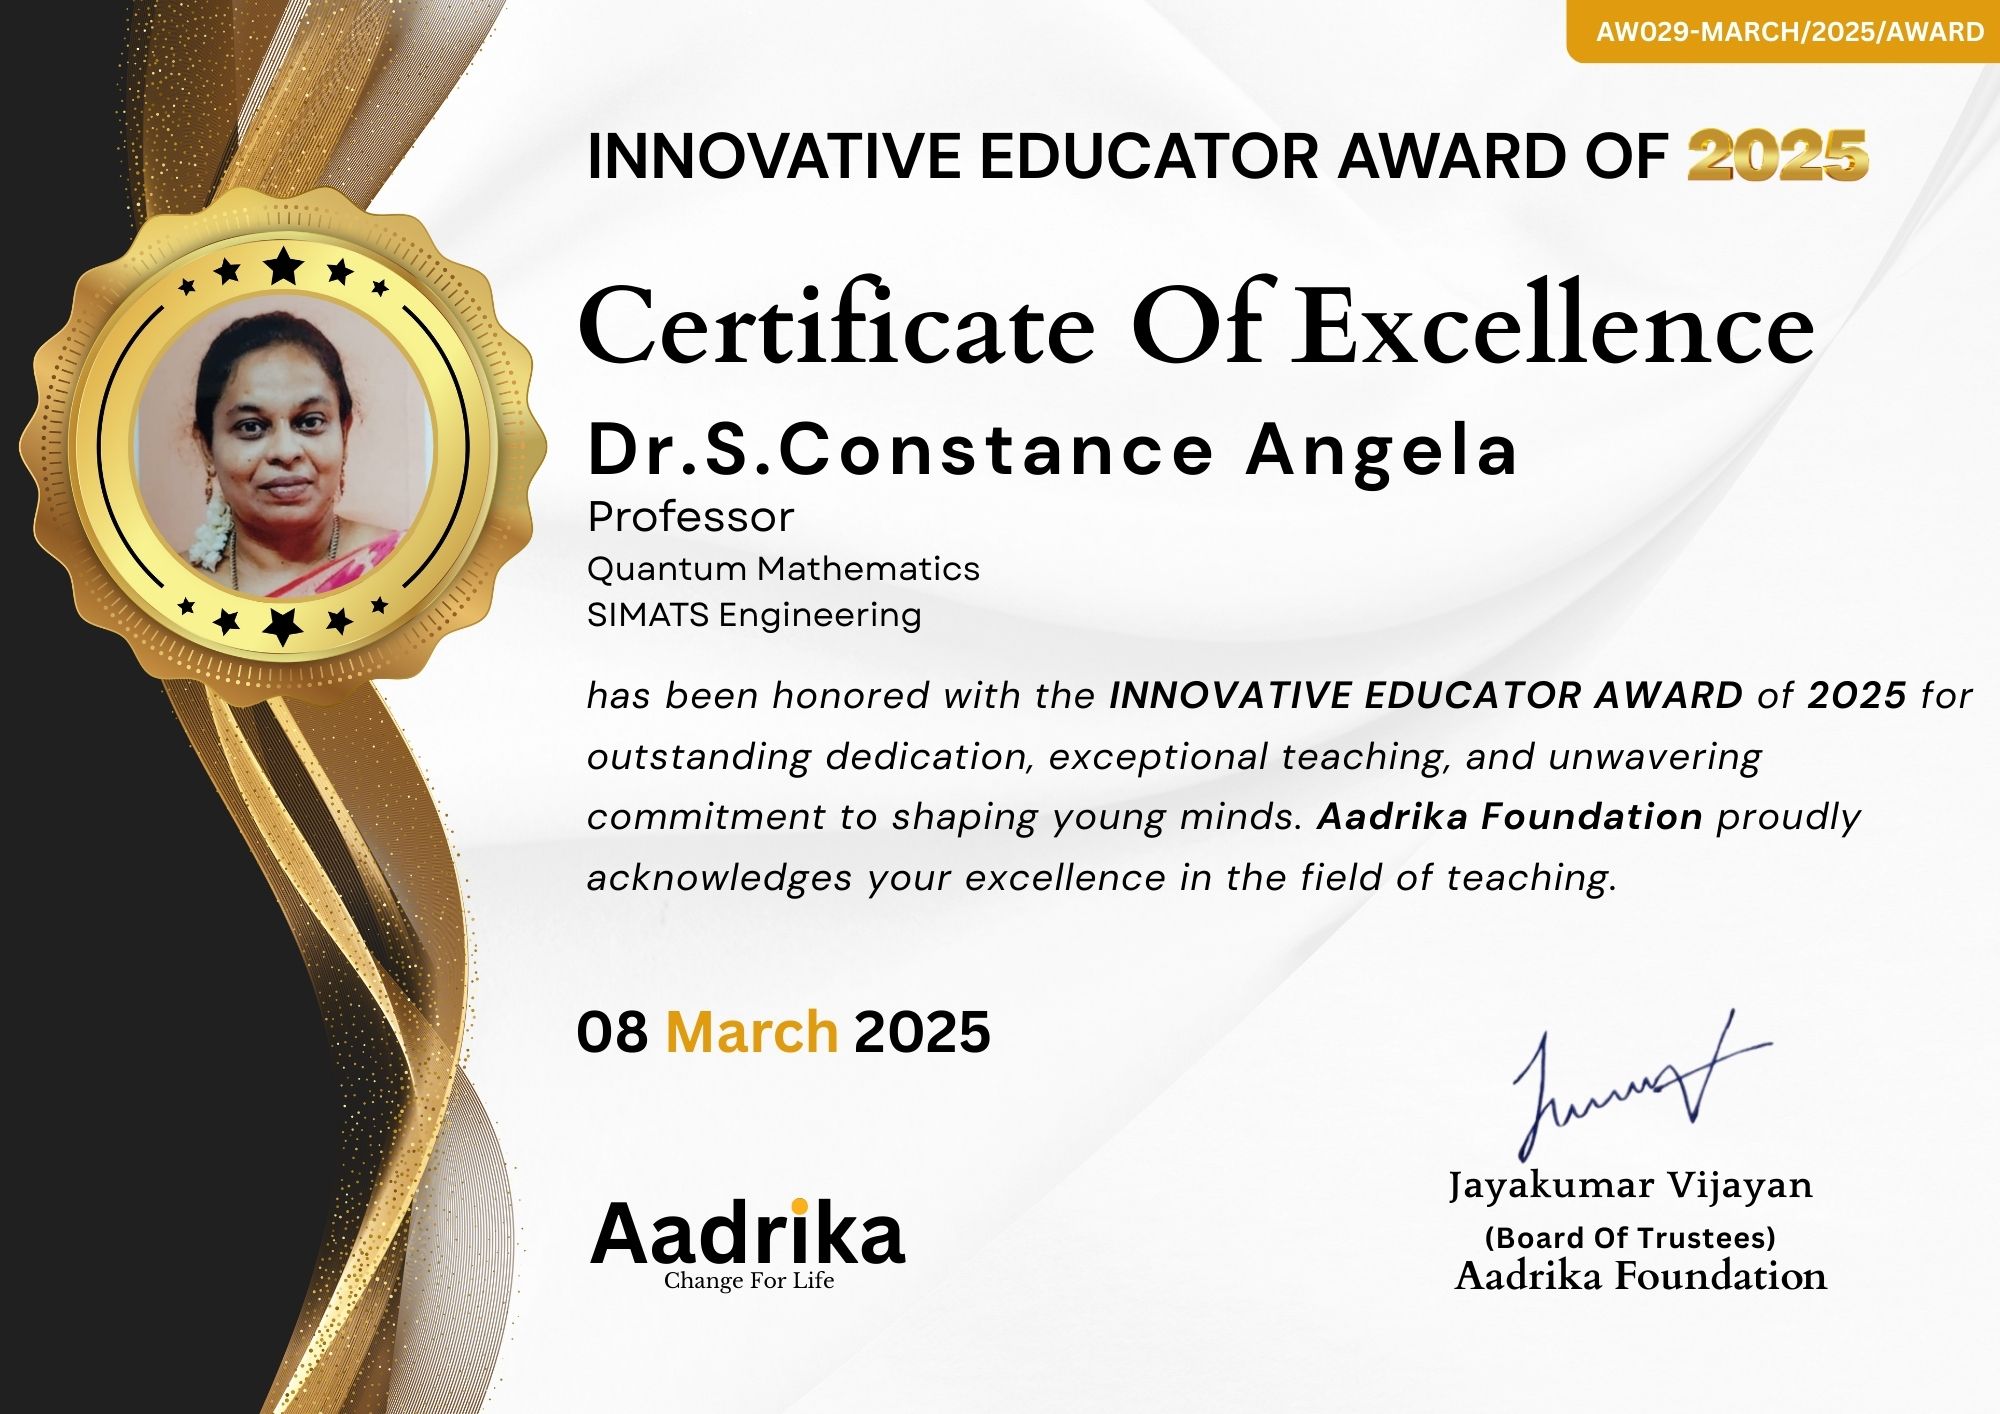 AW029-MARCH/2025/AWARD
INNOVATIVE EDUCATOR AWARD OF 2025
Certificate Of Excellence
Dr.S.Constance Angela
Professor
Quantum Mathematics
SIMATS Engineering
has been honored with the INNOVATIVE EDUCATOR AWARD of 2025 for
outstanding dedication, exceptional teaching, and unwavering
commitment to shaping young minds. Aadrika Foundation proudly
acknowledges your excellence in the field of teaching.
08 March 2025
Aadrika
Change For Life
Jayakumar Vijayan
(Board Of Trustees)
Aadrika Foundation